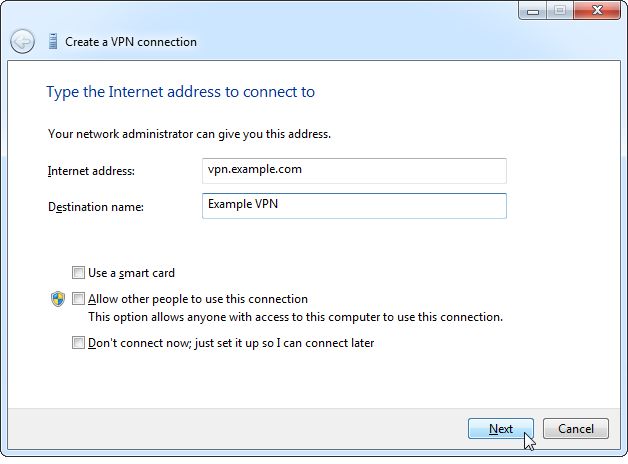 Create a VPN connection
Type the Internet address to connect to
Your network administrator can give you this address.
Internet address: vpn.example.com
Destination name: Example VPN
Use a smart card
Allow other people to use this connection
This option allows anyone with access to this computer to use this connection.
Don't connect now; just set it up so I can connect later
Next Cancel